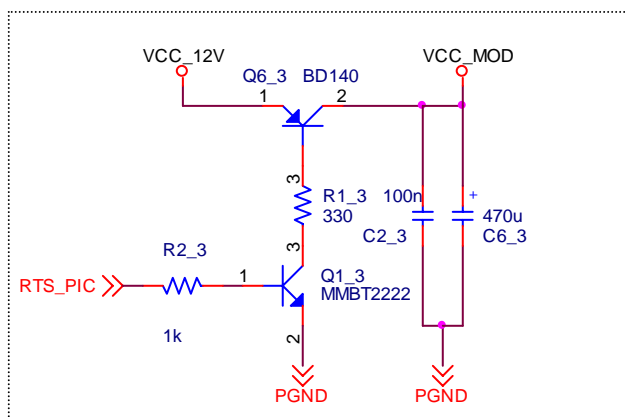 VCC_12V
VCC_MOD
Q6_3 BD140
1
2
3
R1_3
330
3
100n
+
470u
C2_3
C6_3
R2_3
RTS_PIC
1
Q1_3
MMBT2222
1k
2
PGND
PGND